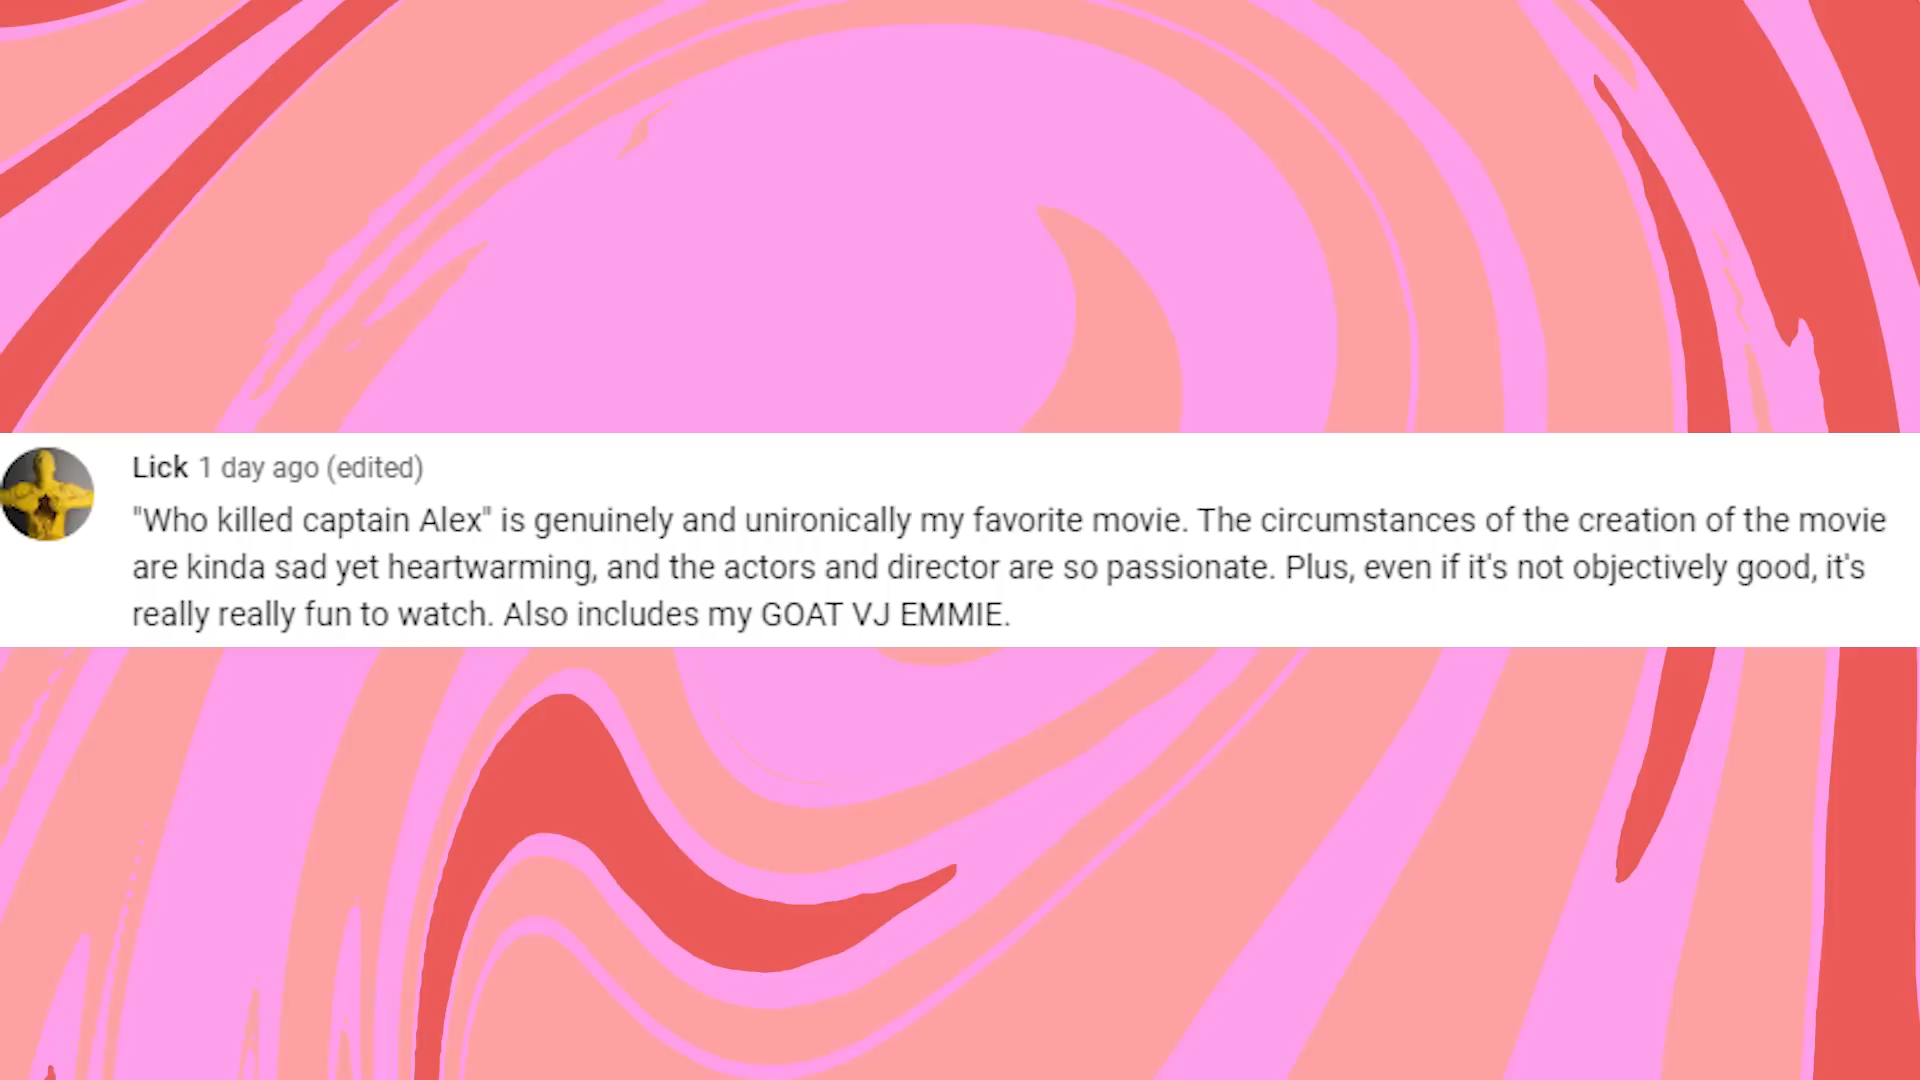 Lick 1 day ago (edited)
"Who killed captain Alex" is genuinely and unironically my favorite movie. The circumstances of the creation of the movie
are kinda sad yet heartwarming, and the actors and director are so passionate. Plus, even if it's not objectively good, it's
really really fun to watch. Also includes my GOAT VJ EMMIE.